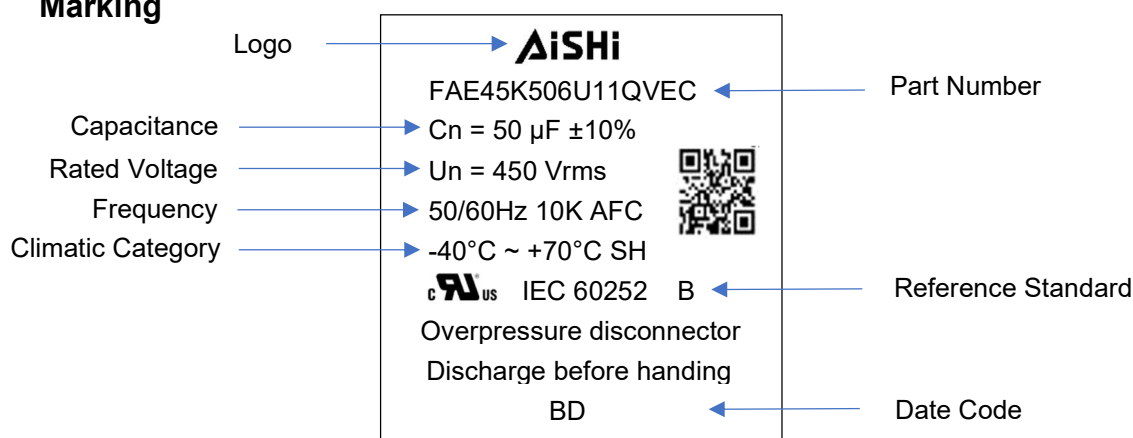 Marking
Logo AiSHi
FAE45K506U11QVEC Part Number
Capacitance Cn = 50 µF ±10%
Rated Voltage Un = 450 Vrms
Frequency 50/60Hz 10K AFC
Climatic Category -40°C ~ +70°C SH
c RU us IEC 60252 B Reference Standard
Overpressure disconnector
Discharge before handing
BD Date Code